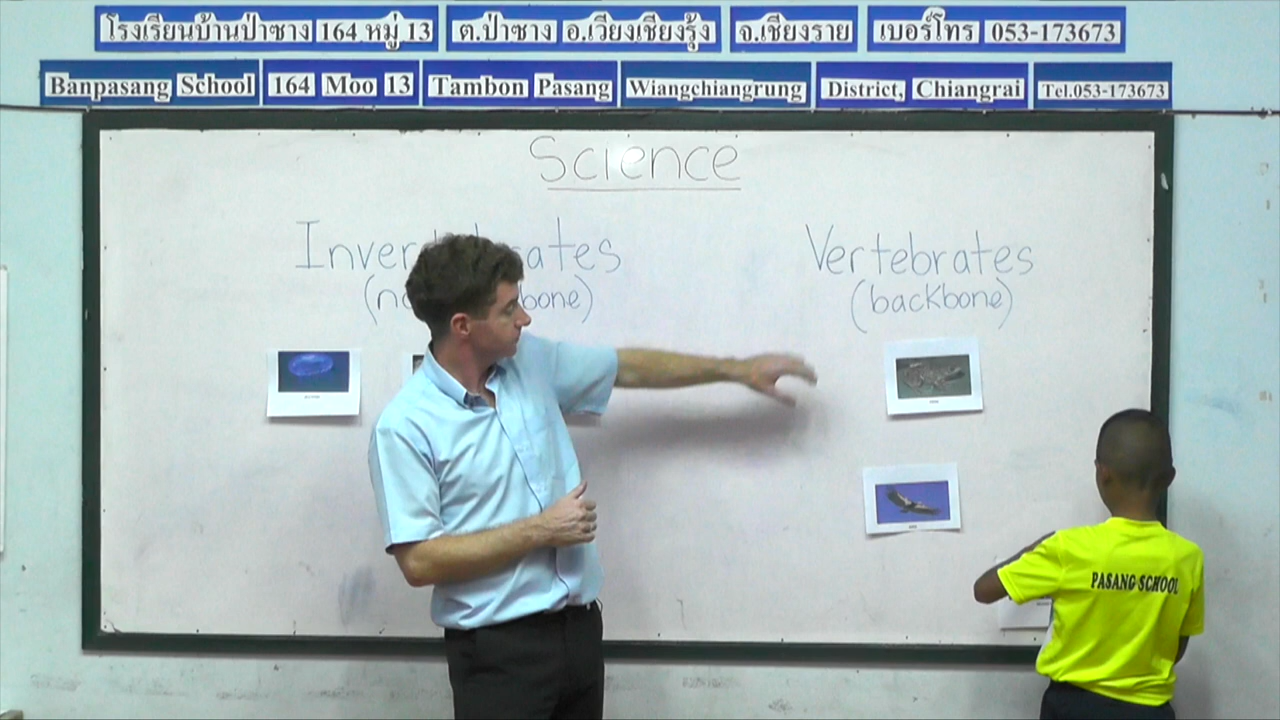 โรงเรียนบ้านป่าซาง 164 หมู่ 13 ต.ป่าซาง อ.เวียงเชียงรุ้ง จ.เชียงราย เบอร์โทร 053-173673
Banpasang School 164 Moo 13 Tambon Pasang Wiangchiangrung District, Chiangrai Tel.053-173673
Science
Vertebrates
(backbone)
PASANG SCHOOL